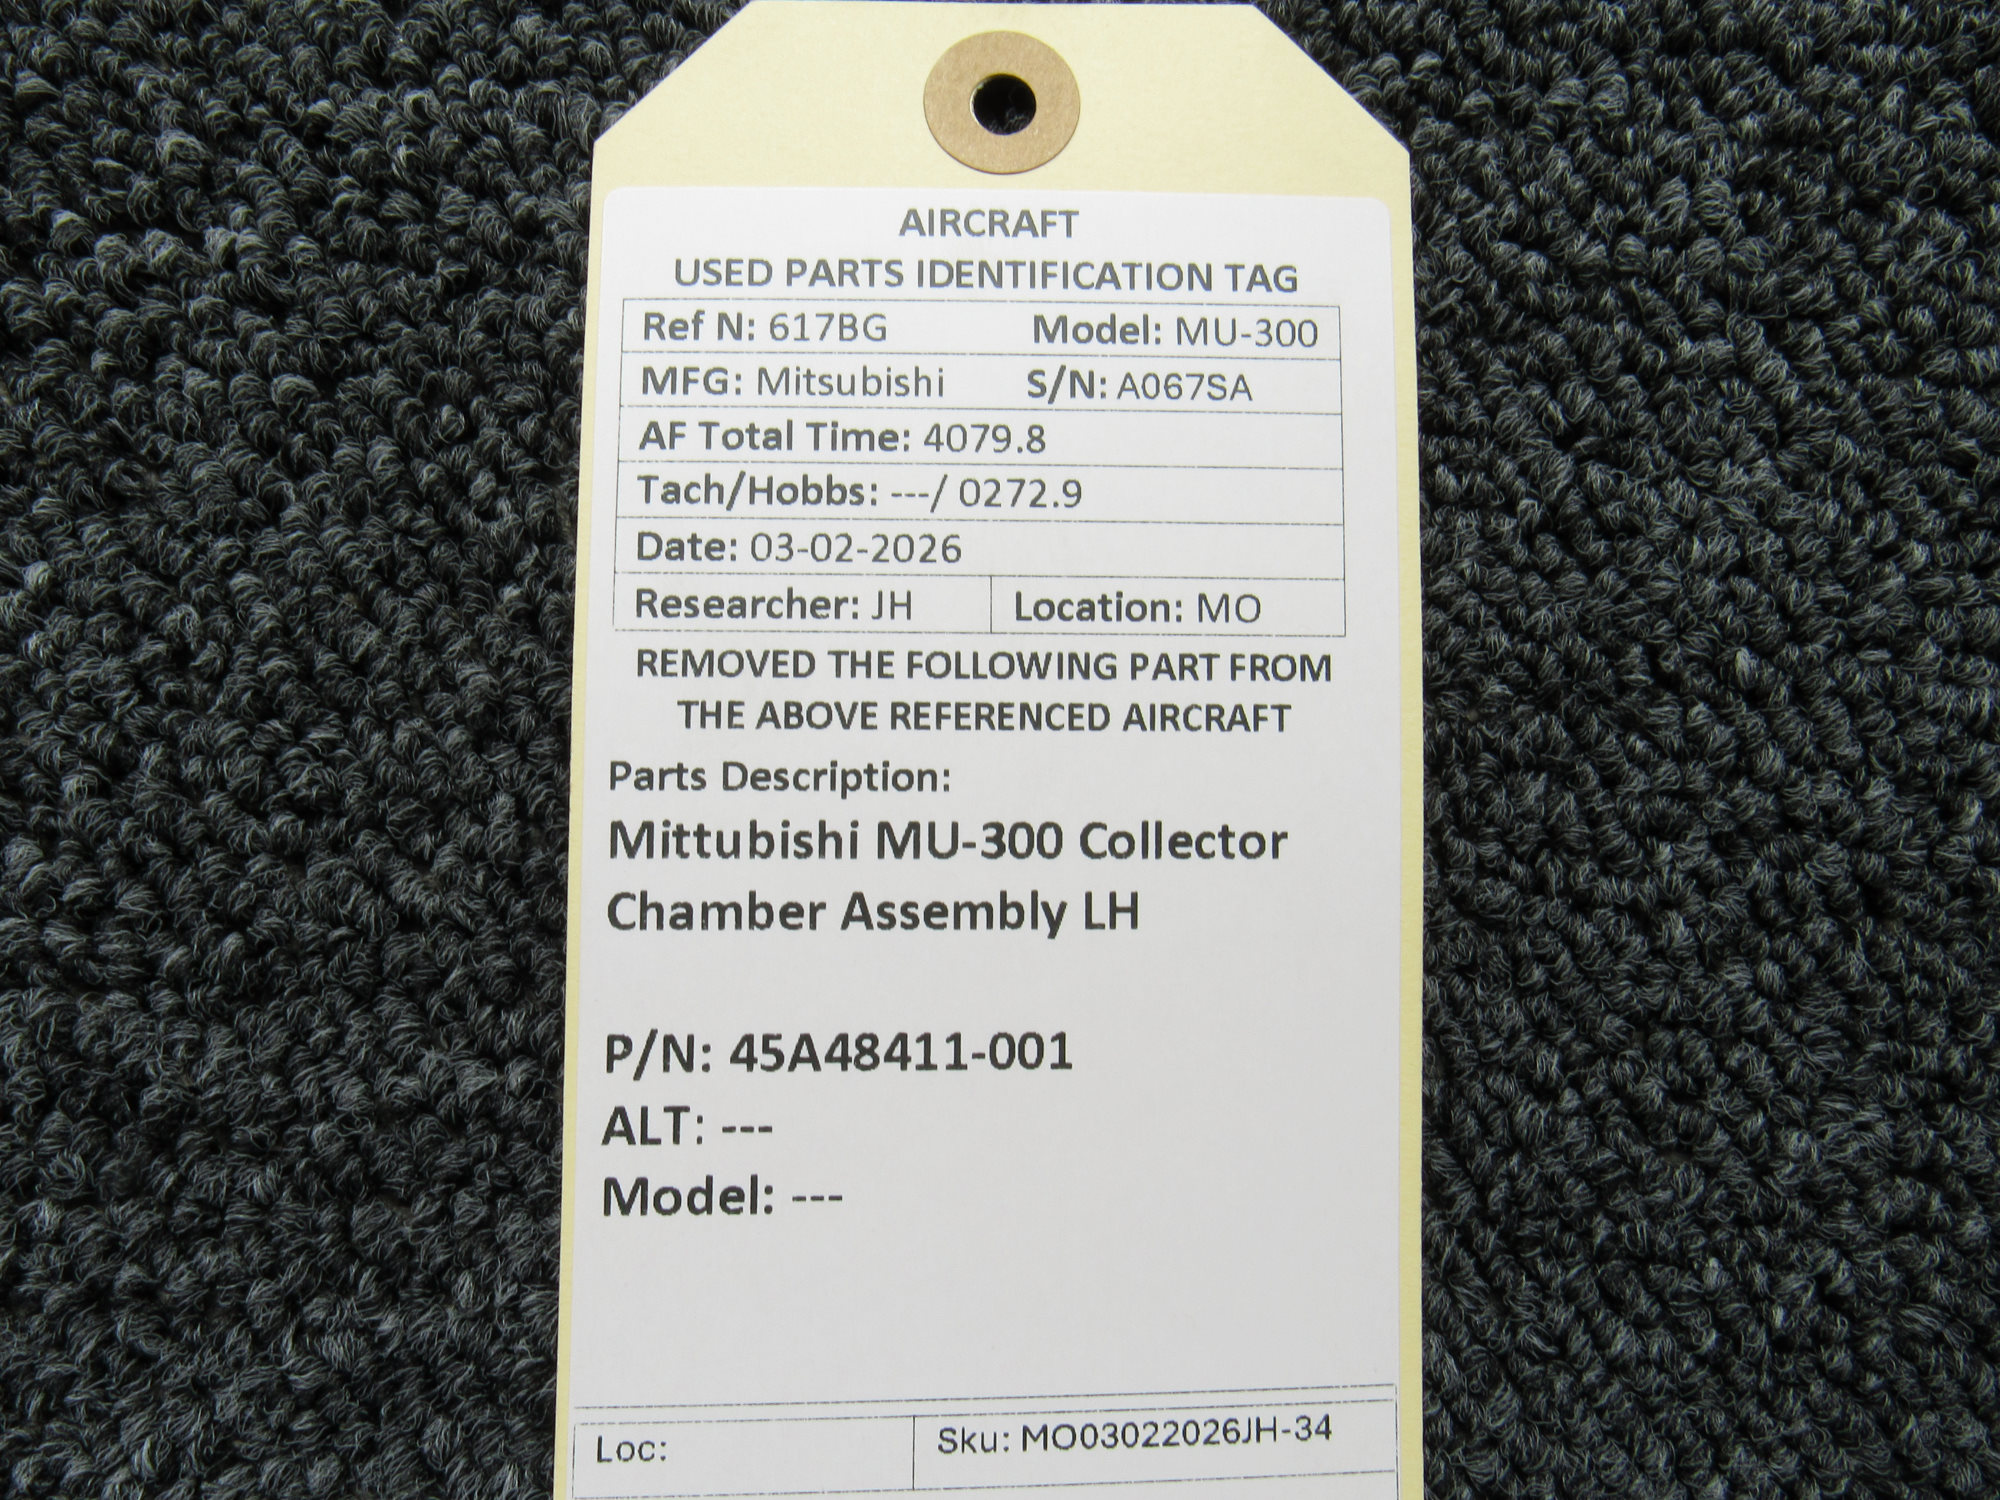 AIRCRAFT
USED PARTS IDENTIFICATION TAG
Ref N: 617BG Model: MU-300
MFG: Mitsubishi S/N: A067SA
AF Total Time: 4079.8
Tach/Hobbs: ---/ 0272.9
Date: 03-02-2026
Researcher: JH Location: MO
REMOVED THE FOLLOWING PART FROM
THE ABOVE REFERENCED AIRCRAFT
Parts Description:
Mittubishi MU-300 Collector
Chamber Assembly LH
P/N: 45A48411-001
ALT: ---
Model: ---
Loc: Sku: MO03022026JH-34